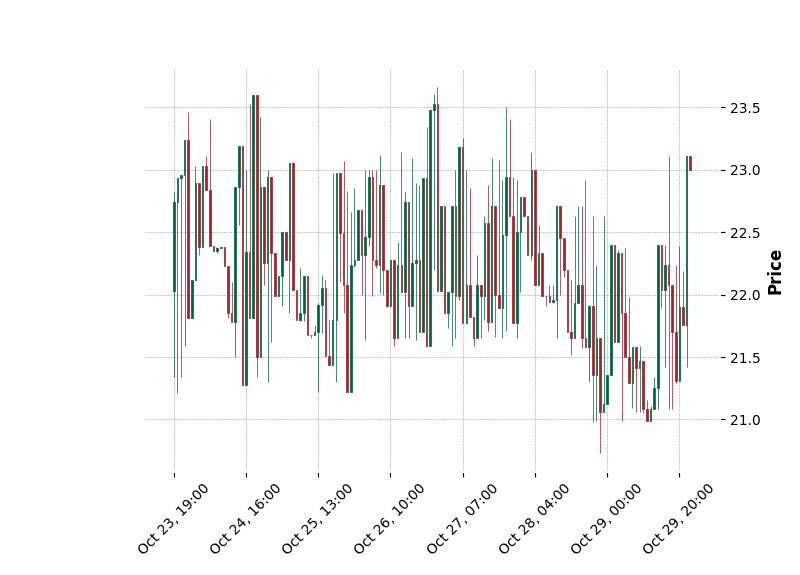 23.5
23.0
22.5
22.0
21.5
21.0
Price
Oct 23, 19:00
Oct 24, 16:00
Oct 25, 13:00
Oct 26, 10:00
Oct 27, 07:00
Oct 28, 04:00
Oct 29, 00:00
Oct 29, 20:00